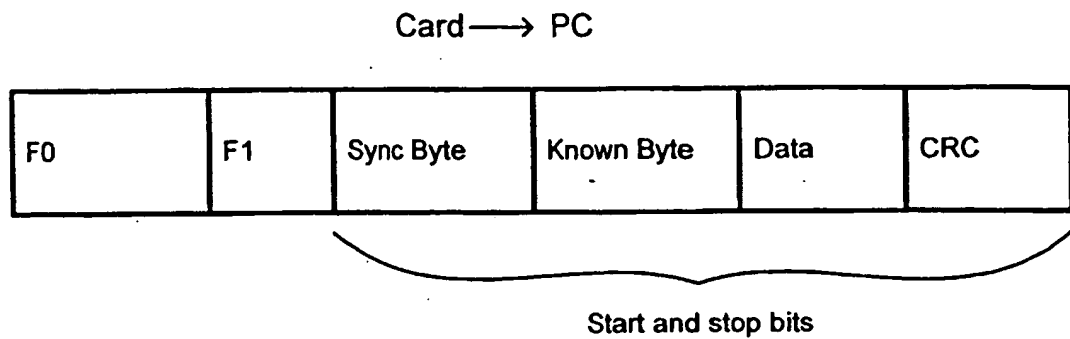 Card ⟶ PC
F0 F1 Sync Byte Known Byte Data CRC
Start and stop bits